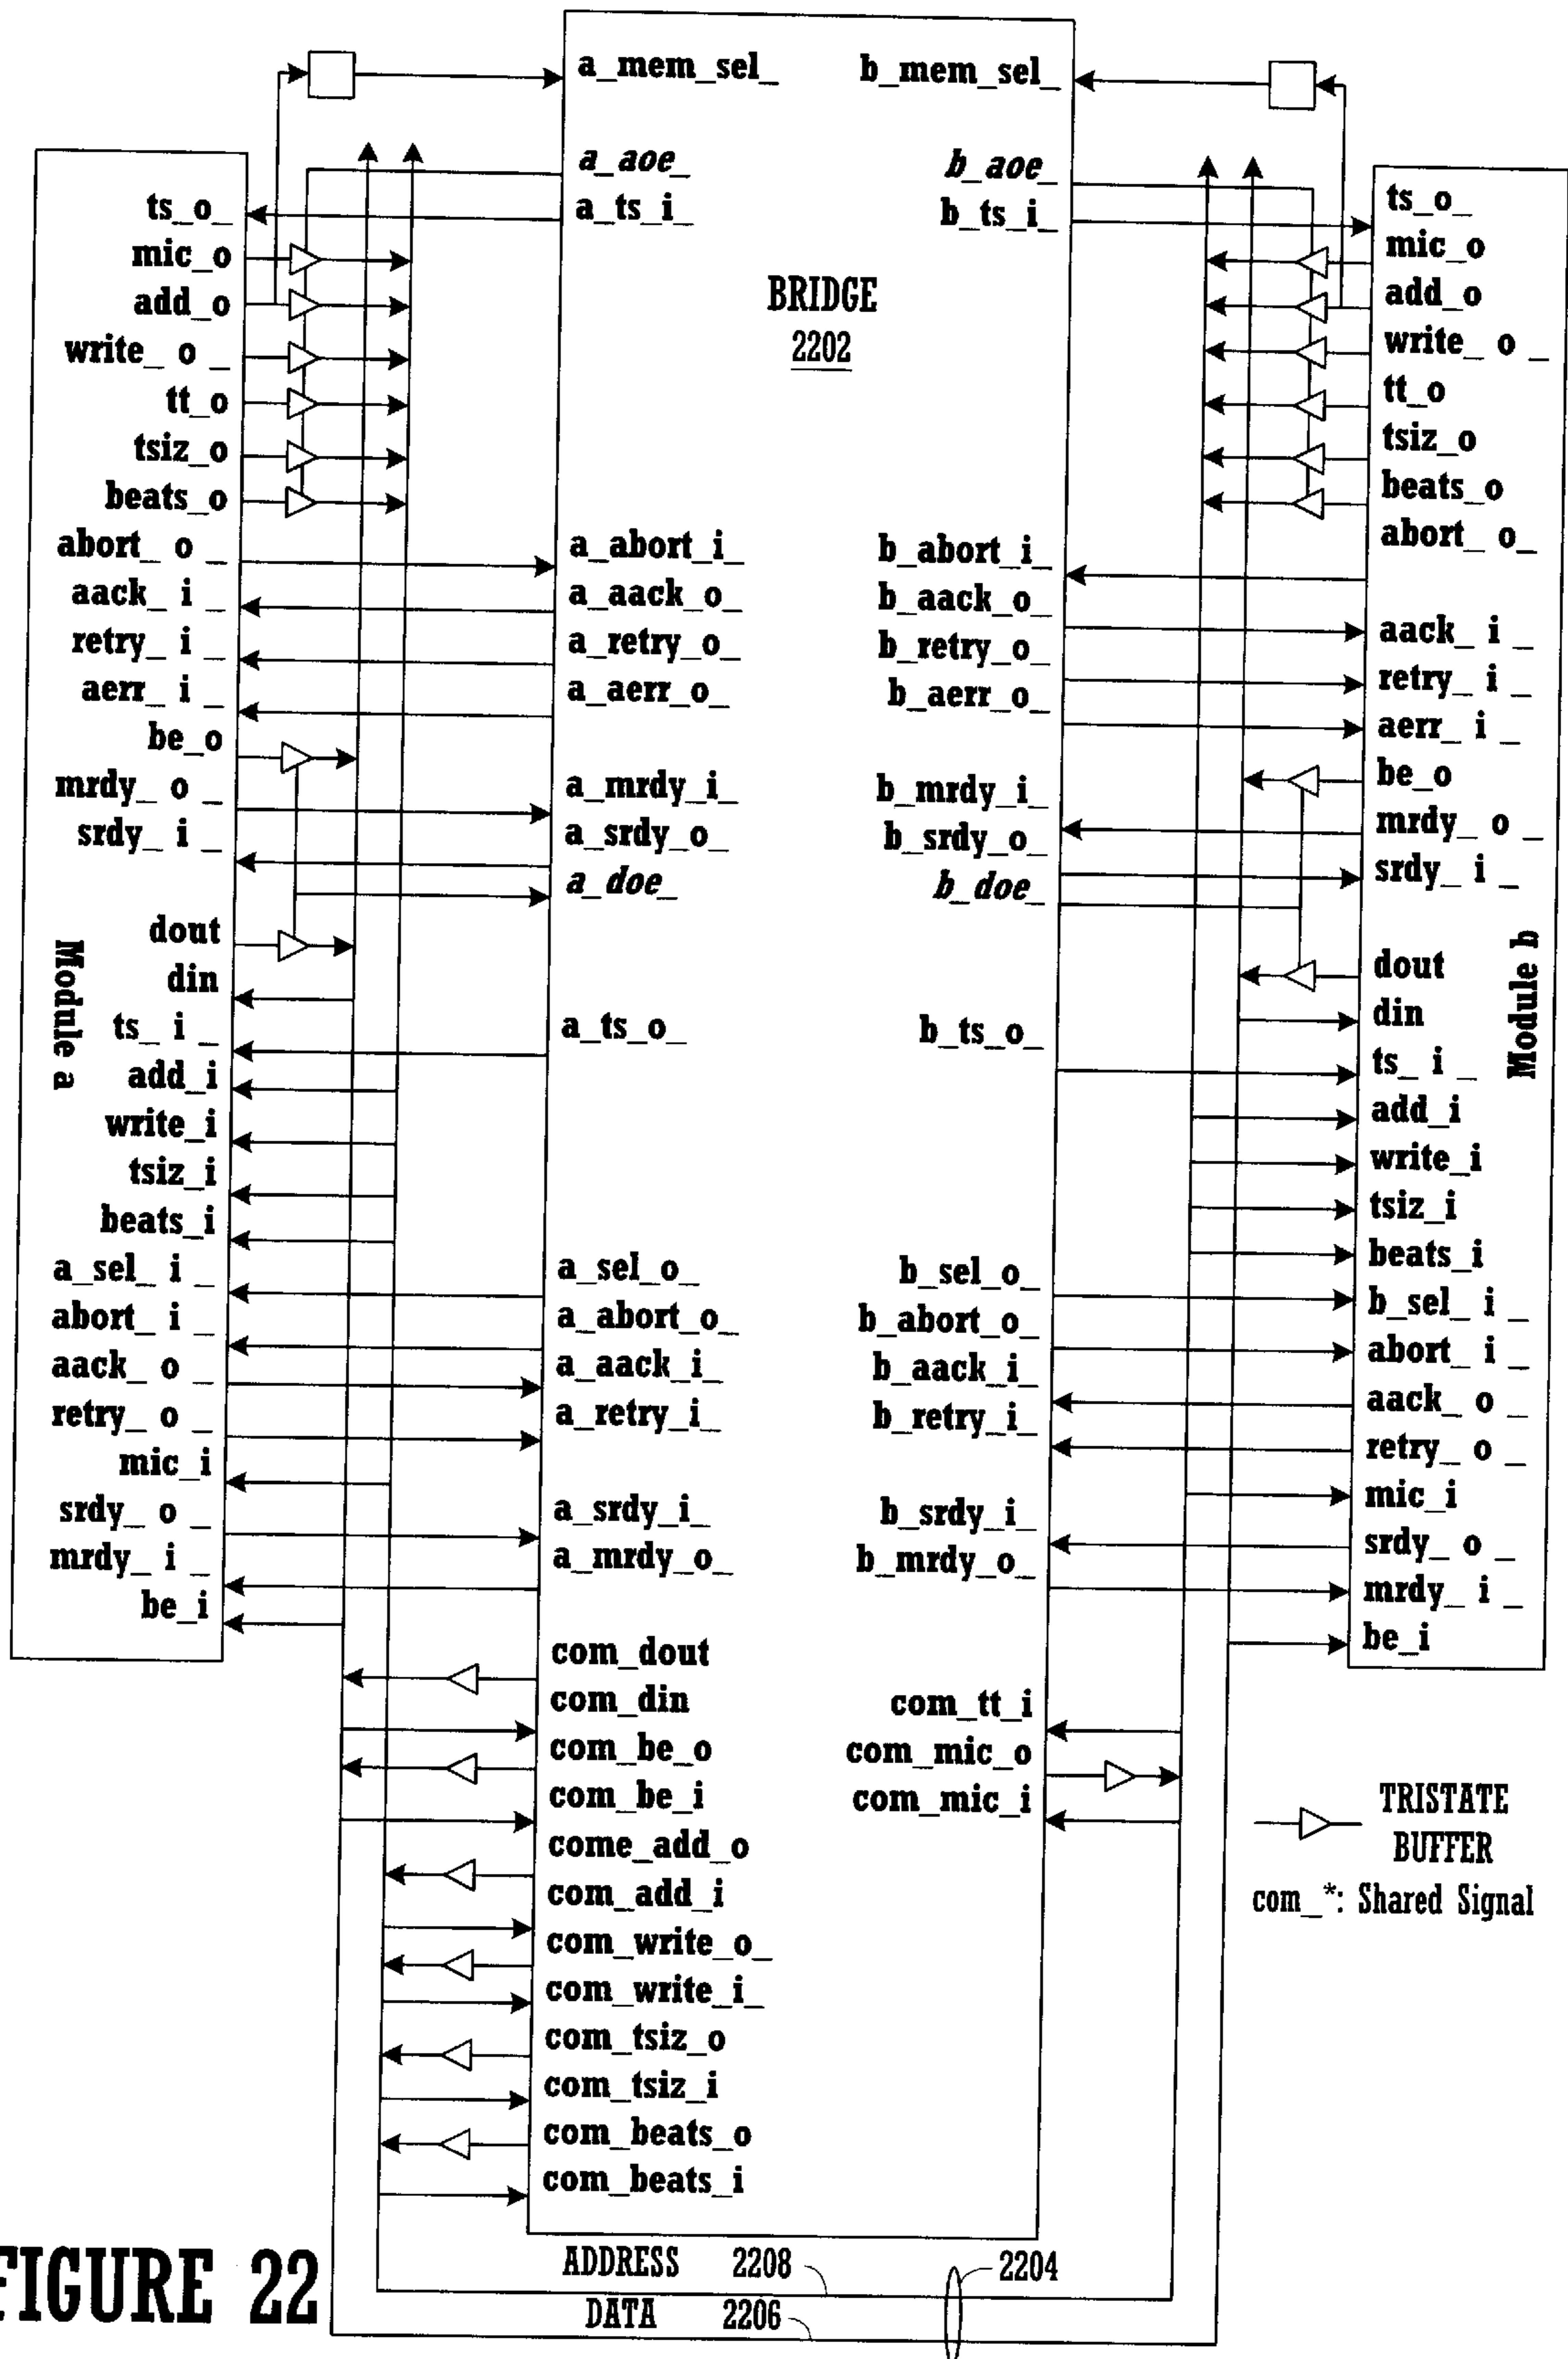 a_mem_sel_
b_mem_sel_
a_aoe_
b_aoe_
a_ts_i_
b_ts_i_
BRIDGE
2202
a_abort_i_
b_abort_i_
a_aack_o_
b_aack_o_
a_retry_o_
b_retry_o_
a_aerr_o_
b_aerr_o_
a_mrdy_i_
b_mrdy_i_
a_srdy_o_
b_srdy_o_
a_doe_
b_doe_
a_ts_o_
b_ts_o_
a_sel_o_
b_sel_o_
a_abort_o_
b_abort_o_
a_aack_i_
b_aack_i_
a_retry_i_
b_retry_i_
a_srdy_i_
b_srdy_i_
a_mrdy_o_
b_mrdy_o_
com_dout
com_din
com_tt_i
com_be_o
com_mic_o
com_be_i
com_mic_i
come_add_o
com_add_i
com_write_o_
com_write_i_
com_tsiz_o
com_tsiz_i
com_beats_o
com_beats_i
Module a
ts_o_
mic_o
add_o
write_ o _
tt_o
tsiz_o
beats_o
abort_ o _
aack_ i _
retry_ i _
aerr_ i _
be_o
mrdy_ o _
srdy_ i _
dout
din
ts_ i _
add_i
write_i
tsiz_i
beats_i
a_sel_ i _
abort_ i _
aack_ o _
retry_ o _
mic_i
srdy_ o _
mrdy_ i _
be_i
Module b
ts_o_
mic_o
add_o
write_ o _
tt_o
tsiz_o
beats_o
abort_ o_
aack_ i _
retry_ i _
aerr_ i _
be_o
mrdy_ o _
srdy_ i _
dout
din
ts_ i _
add_i
write_i
tsiz_i
beats_i
b_sel_ i _
abort_ i _
aack_ o _
retry_ o _
mic_i
srdy_ o _
mrdy_ i _
be_i
TRISTATE
BUFFER
com_*: Shared Signal
ADDRESS 2208
2204
DATA 2206
FIGURE 22